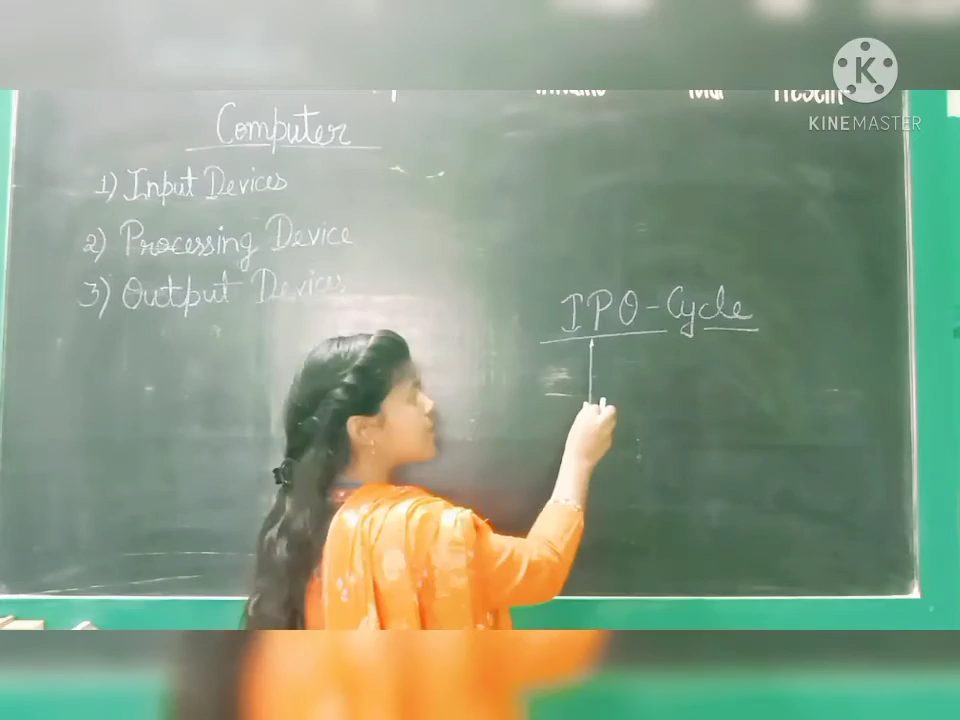 Computer
1) Input Devices
2) Processing Device
3) Output Devices
IPO-Cycle
K
KINEMASTER